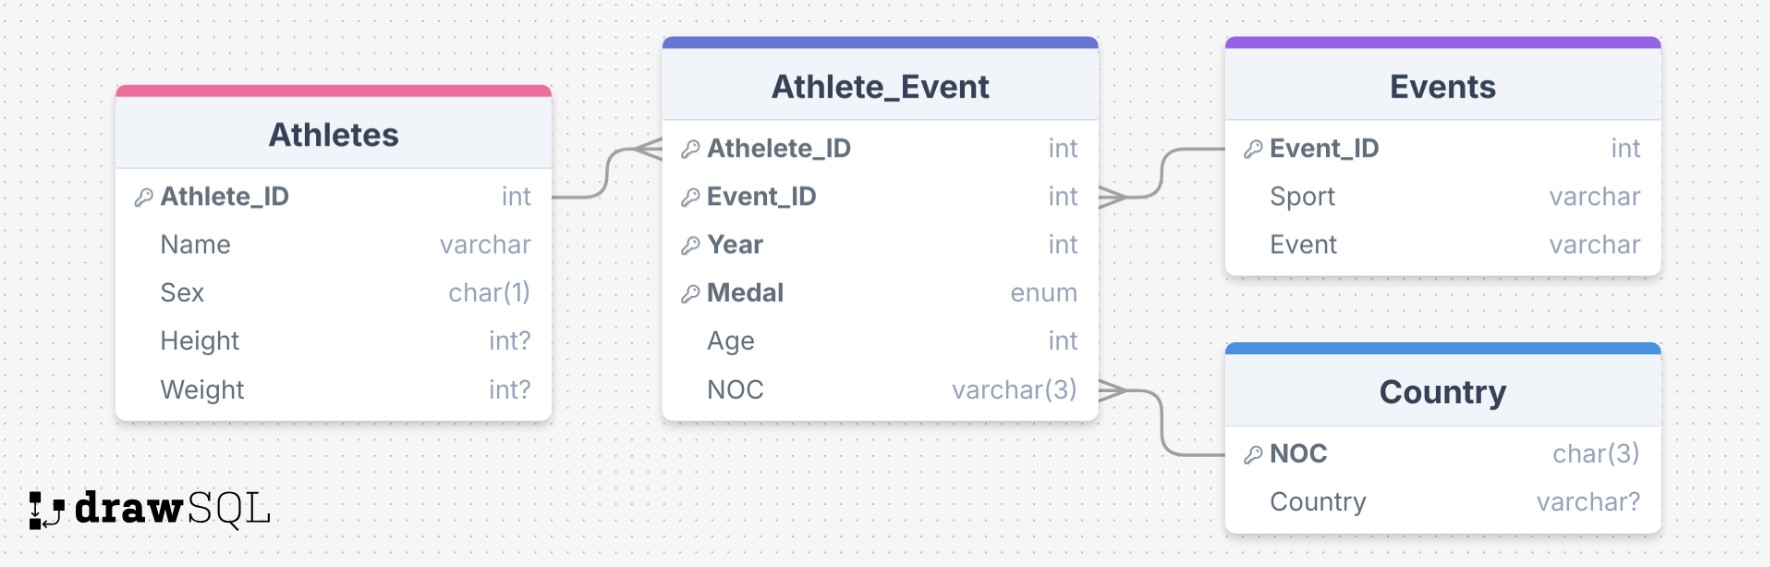 Athletes
Athlete_ID int
Name varchar
Sex char(1)
Height int?
Weight int?
Athlete_Event
Athelete_ID int
Event_ID int
Year int
Medal enum
Age int
NOC varchar(3)
Events
Event_ID int
Sport varchar
Event varchar
Country
NOC char(3)
Country varchar?
drawSQL